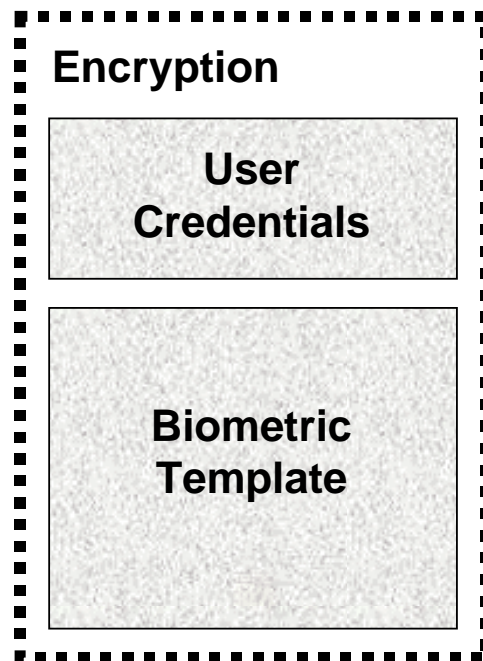 Encryption
User
Credentials
Biometric
Template